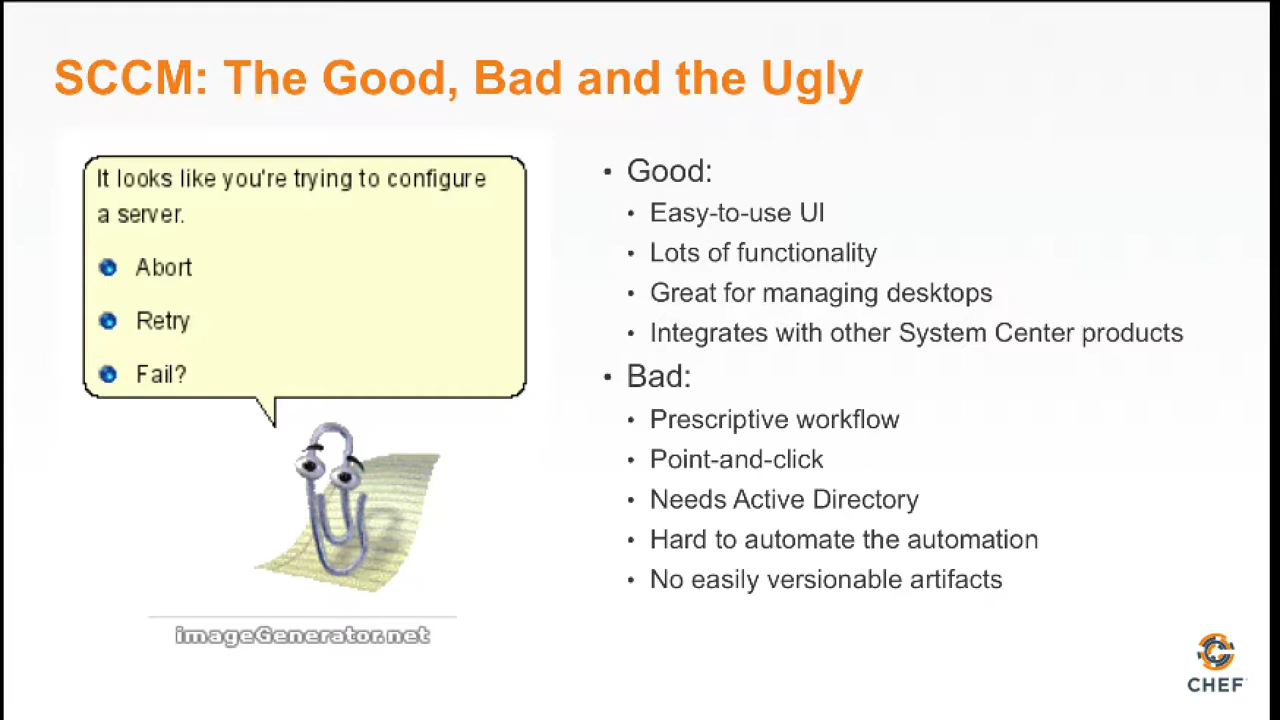 SCCM: The Good, Bad and the Ugly
It looks like you're trying to configure
a server.
Abort
Retry
Fail?
imageGenerator.net
• Good:
• Easy-to-use UI
• Lots of functionality
• Great for managing desktops
• Integrates with other System Center products
• Bad:
• Prescriptive workflow
• Point-and-click
• Needs Active Directory
• Hard to automate the automation
• No easily versionable artifacts
CHEF